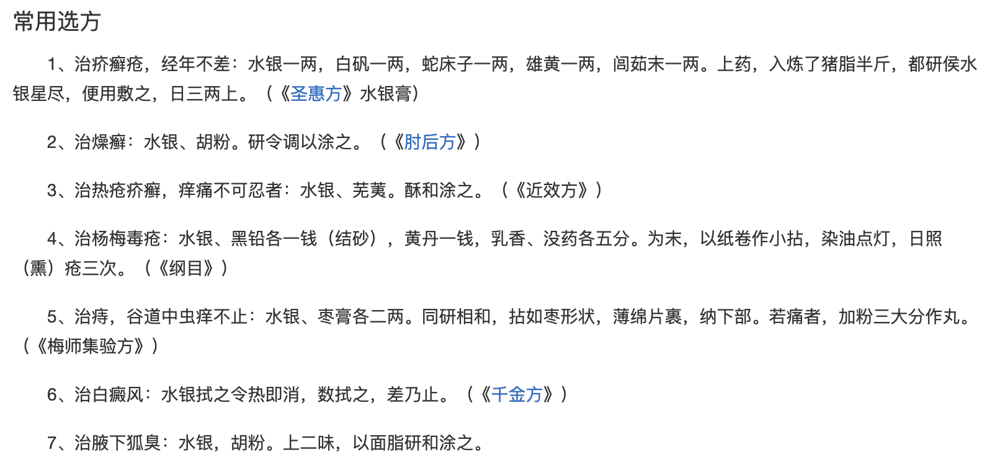 常用选方
1、治疥癣疮，经年不差：水银一两，白矾一两，蛇床子一两，雄黄一两，闾茹末一两。上药，入炼了猪脂半斤，都研侯水
银星尽，便用敷之，日三两上。（《圣惠方》水银膏）
2、治燥癣：水银、胡粉。研令调以涂之。（《肘后方》）
3、治热疮疥癣，痒痛不可忍者：水银、芜荑。酥和涂之。（《近效方》）
4、治杨梅毒疮：水银、黑铅各一钱（结砂），黄丹一钱，乳香、没药各五分。为末，以纸卷作小拈，染油点灯，日照
（熏）疮三次。（《纲目》）
5、治痔，谷道中虫痒不止：水银、枣膏各二两。同研相和，拈如枣形状，薄绵片裹，纳下部。若痛者，加粉三大分作丸。
（《梅师集验方》）
6、治白癜风：水银拭之令热即消，数拭之，差乃止。（《千金方》）
7、治腋下狐臭：水银，胡粉。上二味，以面脂研和涂之。